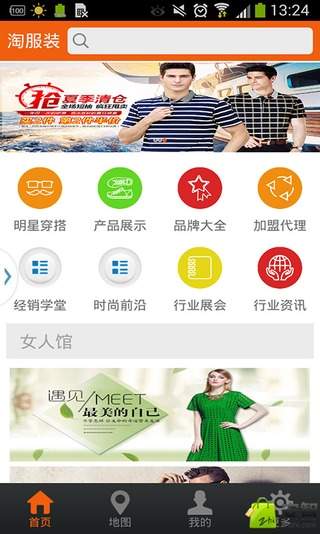 100
13:24
淘服装
抢 夏季清仓
全场短袖 疯狂甩卖
明星穿搭 产品展示 品牌大全 加盟代理
经销学堂 时尚前沿 行业展会 行业资讯
女人馆
遇见/MEET
最美的自己
首页 地图 我的